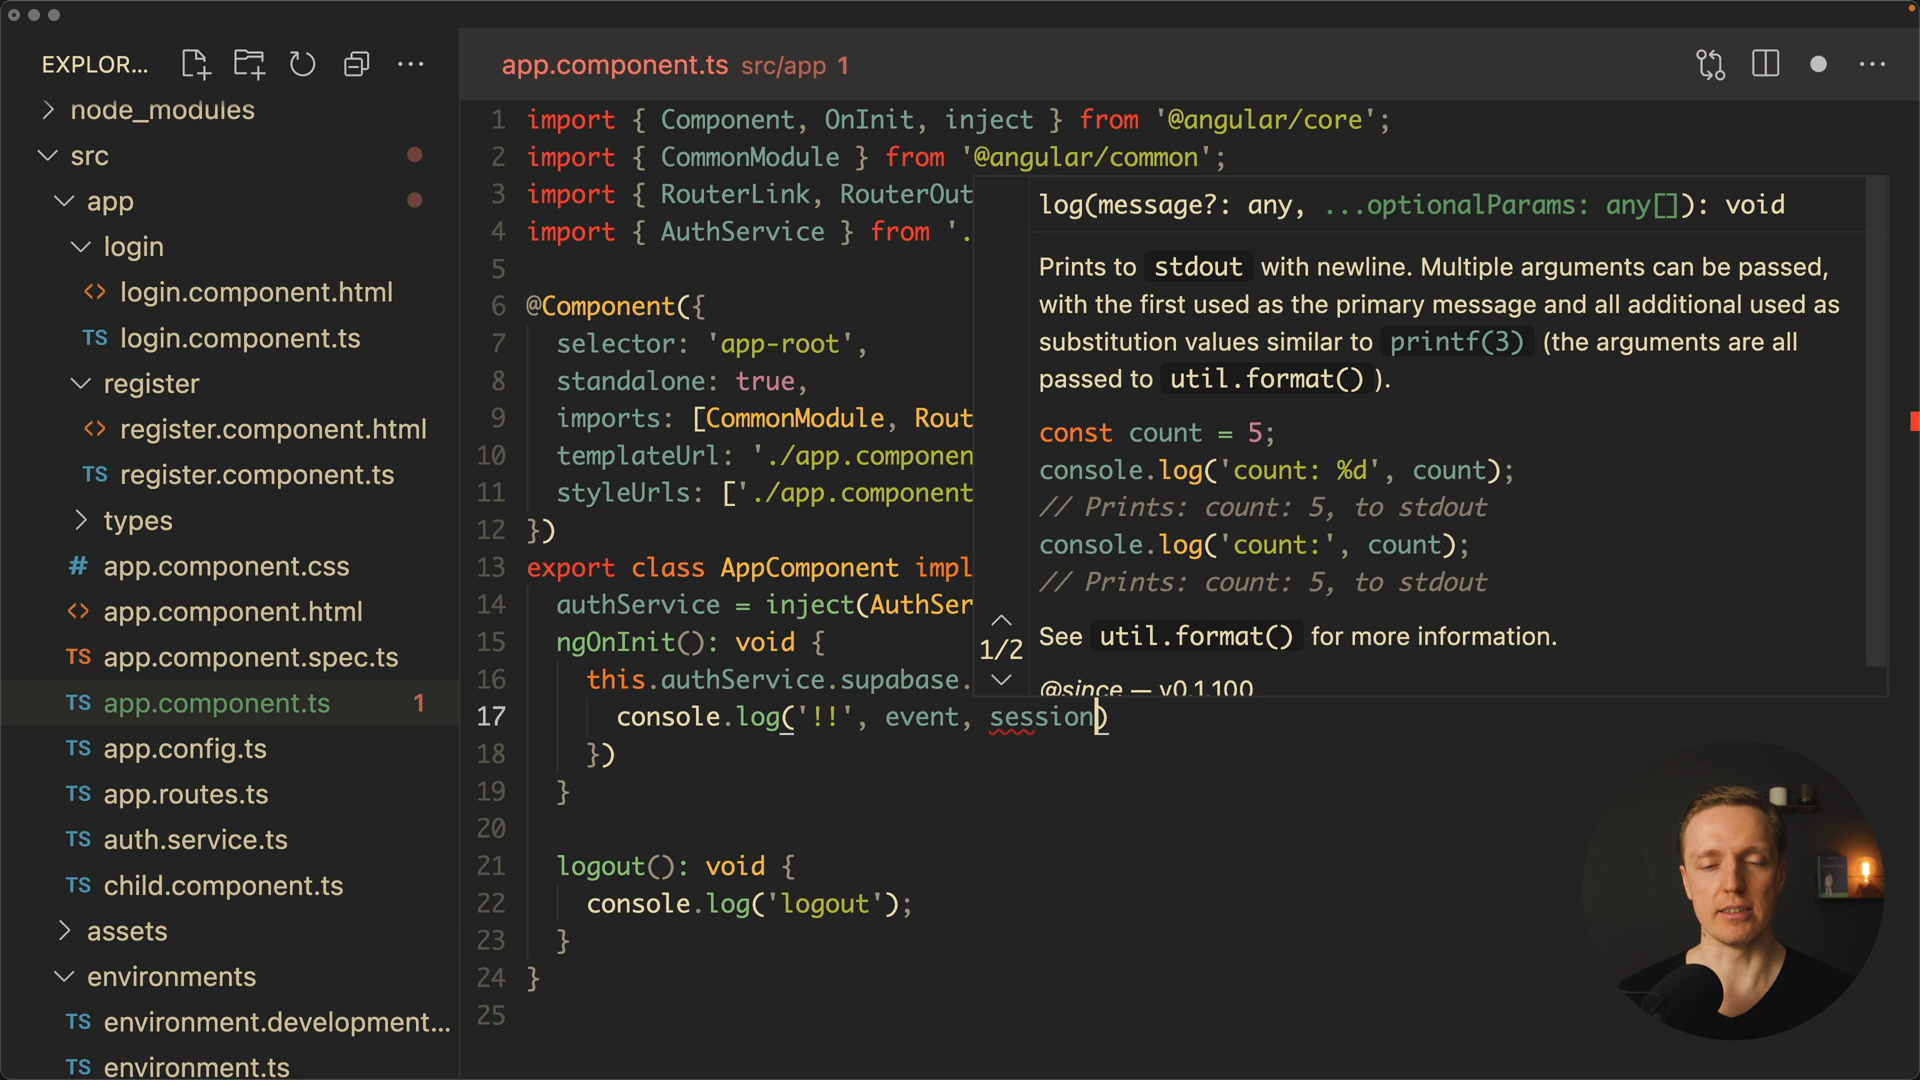 EXPLOR...
node_modules
src
app
login
login.component.html
TS login.component.ts
register
register.component.html
TS register.component.ts
types
# app.component.css
app.component.html
TS app.component.spec.ts
TS app.component.ts 1
TS app.config.ts
TS app.routes.ts
TS auth.service.ts
TS child.component.ts
assets
environments
TS environment.development...
TS environment.ts
app.component.ts src/app 1
1 import { Component, OnInit, inject } from '@angular/core';
2 import { CommonModule } from '@angular/common';
3 import { RouterLink, RouterOut
4 import { AuthService } from '.
5
6 @Component({
7 selector: 'app-root',
8 standalone: true,
9 imports: [CommonModule, Rout
10 templateUrl: './app.componen
11 styleUrls: ['./app.component
12 })
13 export class AppComponent impl
14 authService = inject(AuthSer
15 ngOnInit(): void {
16 this.authService.supabase.
17 console.log('!!', event, session)
18 })
19 }
20
21 logout(): void {
22 console.log('logout');
23 }
24 }
25
log(message?: any, ...optionalParams: any[]): void
Prints to stdout with newline. Multiple arguments can be passed,
with the first used as the primary message and all additional used as
substitution values similar to printf(3) (the arguments are all
passed to util.format() ).
const count = 5;
console.log('count: %d', count);
// Prints: count: 5, to stdout
console.log('count:', count);
// Prints: count: 5, to stdout
1/2
See util.format() for more information.
@since — v0.1.100